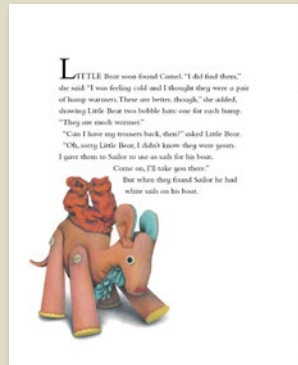 LITTLE Bear soon found Camel. "I did find them,"
she said. "I was feeling cold and I thought they were a pair
of hump warmers. These are better, though," she added,
showing Little Bear two bobble hats: one for each hump.
"They are much warmer."
"Can I have my trousers back, then?" asked Little Bear.
"Oh, sorry Little Bear, I didn't know they were yours.
I gave them to Sailor to use as sails for his boat.
Come on, I'll take you there."
But when they found Sailor he had
white sails on his boat.